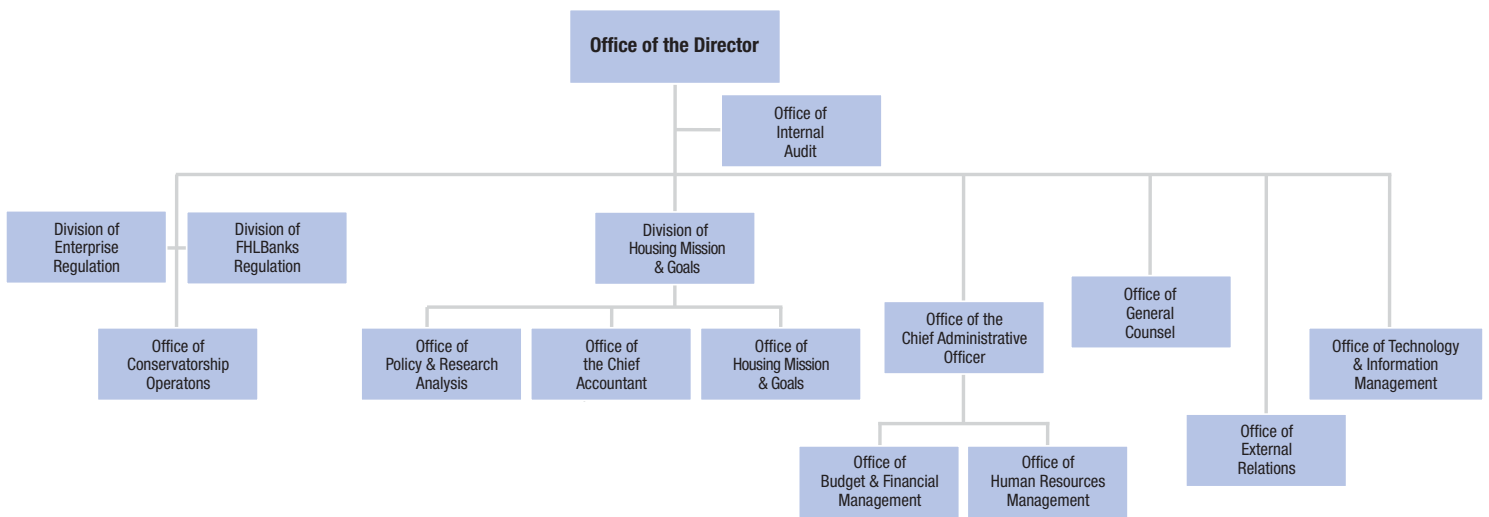 Office of the Director
Office of
Internal
Audit
Division of
Enterprise
Regulation
Division of
FHLBanks
Regulation
Division of
Housing Mission
& Goals
Office of
Conservatorship
Operatons
Office of
Policy & Research
Analysis
Office of
the Chief
Accountant
Office of
Housing Mission
& Goals
Office of the
Chief Administrative
Officer
Office of
General
Counsel
Office of Technology
& Information
Management
Office of
Budget & Financial
Management
Office of
Human Resources
Management
Office of
External
Relations